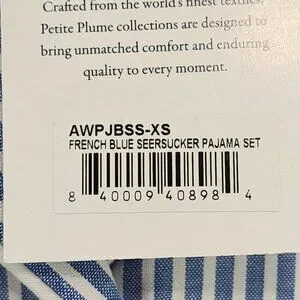 Crafted from the world's finest textiles,
Petite Plume collections are designed to
bring unmatched comfort and enduring
quality to every moment.
AWPJBSS-XS
FRENCH BLUE SEERSUCKER PAJAMA SET
8 40009 40898 4